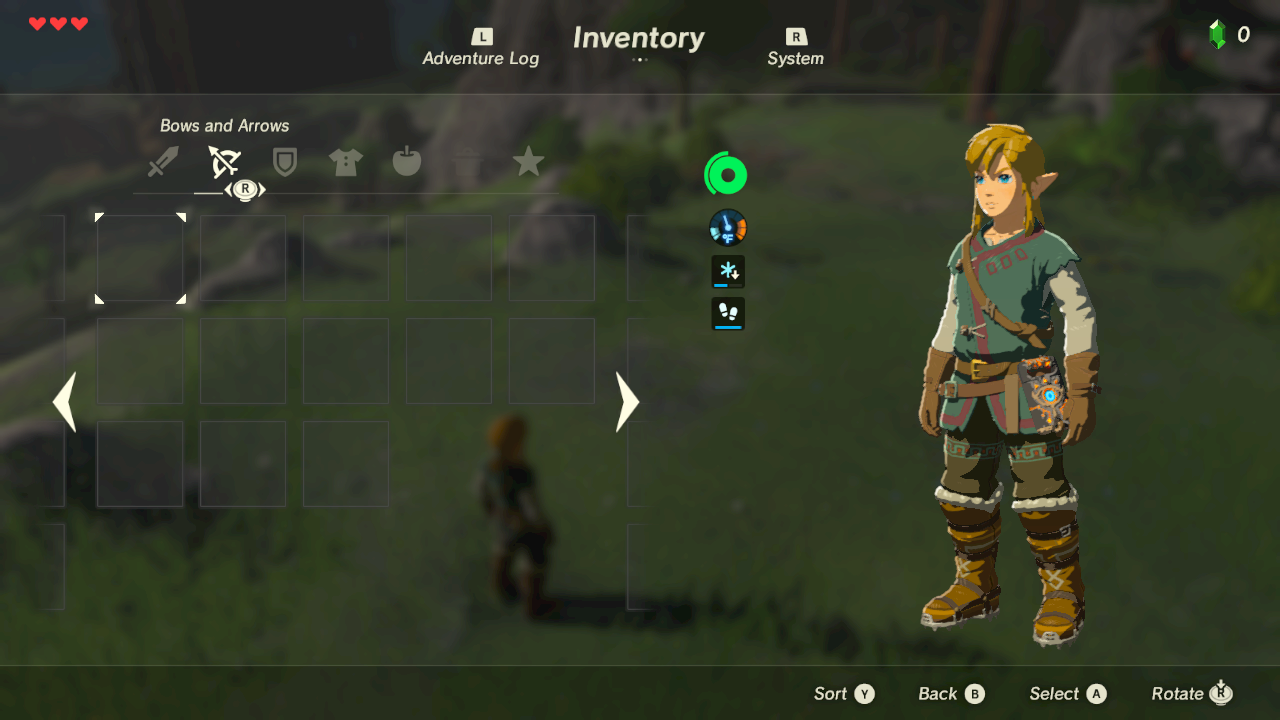 L
Adventure Log
Inventory
R
System
0
Bows and Arrows
R
°F
Sort Y
Back B
Select A
Rotate R